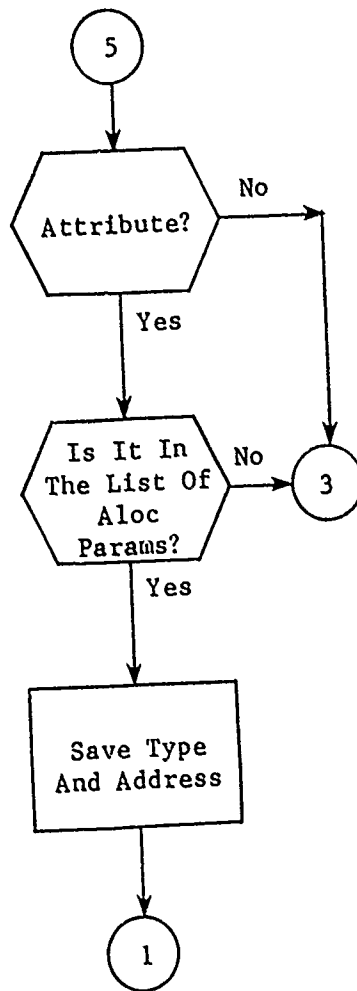 5
Attribute?
No
Yes
Is It In
The List Of
Aloc
Params?
No
3
Yes
Save Type
And Address
1